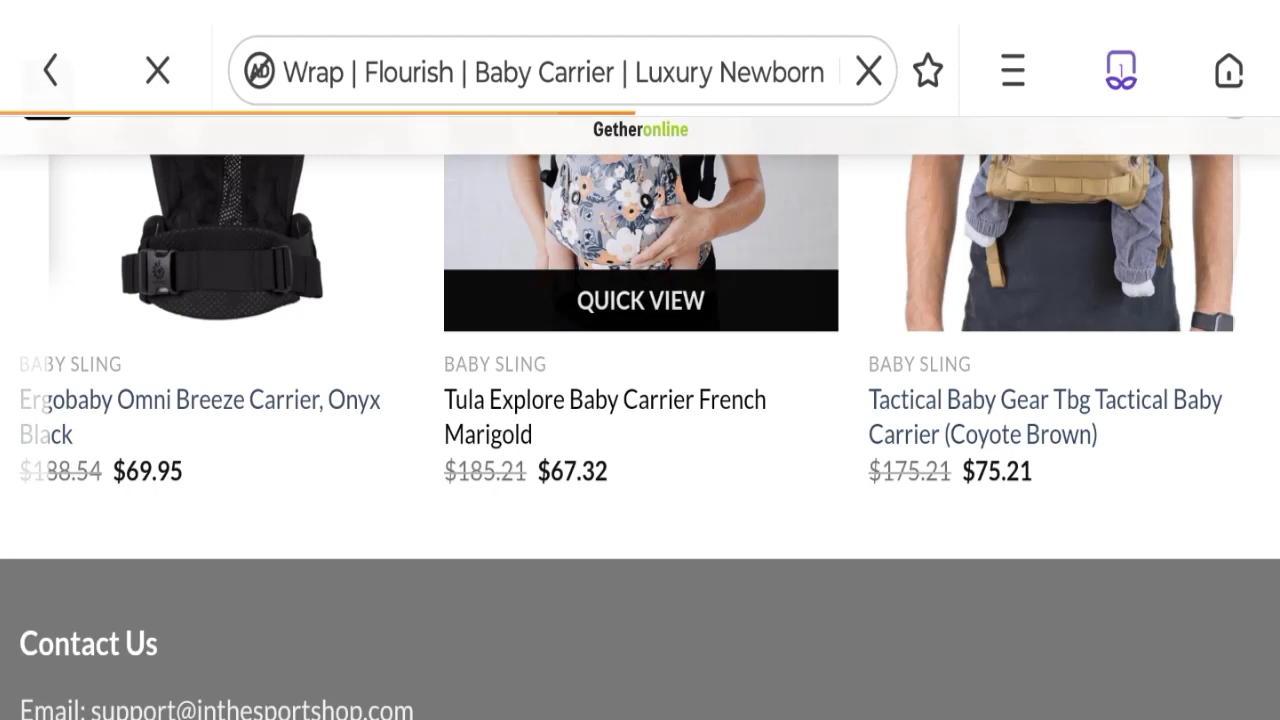 Wrap | Flourish | Baby Carrier | Luxury Newborn
1
Getheronline
QUICK VIEW
BABY SLING
Ergobaby Omni Breeze Carrier, Onyx
Black
$188.54 $69.95
BABY SLING
Tula Explore Baby Carrier French
Marigold
$185.21 $67.32
BABY SLING
Tactical Baby Gear Tbg Tactical Baby
Carrier (Coyote Brown)
$175.21 $75.21
Contact Us
Email: support@inthesportshop.com